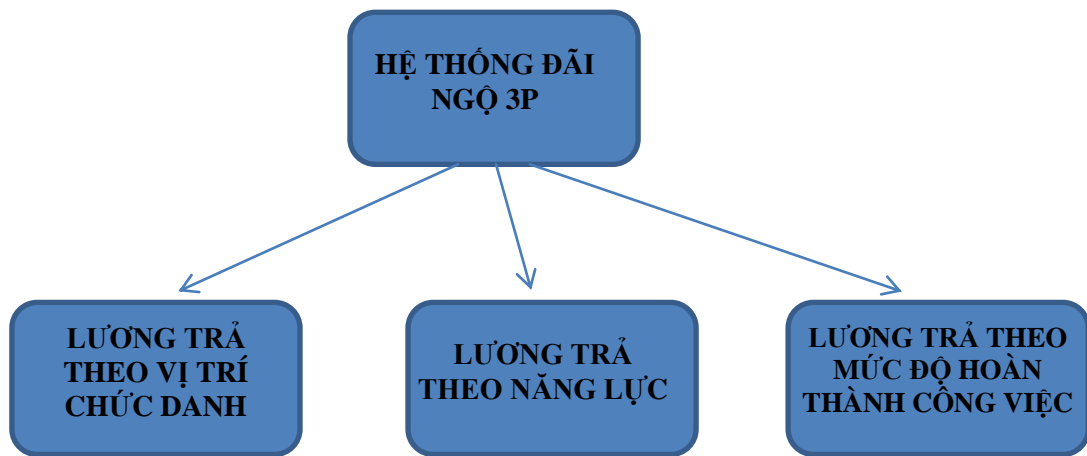 HỆ THỐNG ĐÃI
NGỘ 3P
LƯƠNG TRẢ
THEO VỊ TRÍ
CHỨC DANH
LƯƠNG TRẢ
THEO NĂNG LỰC
LƯƠNG TRẢ THEO
MỨC ĐỘ HOÀN
THÀNH CÔNG VIỆC